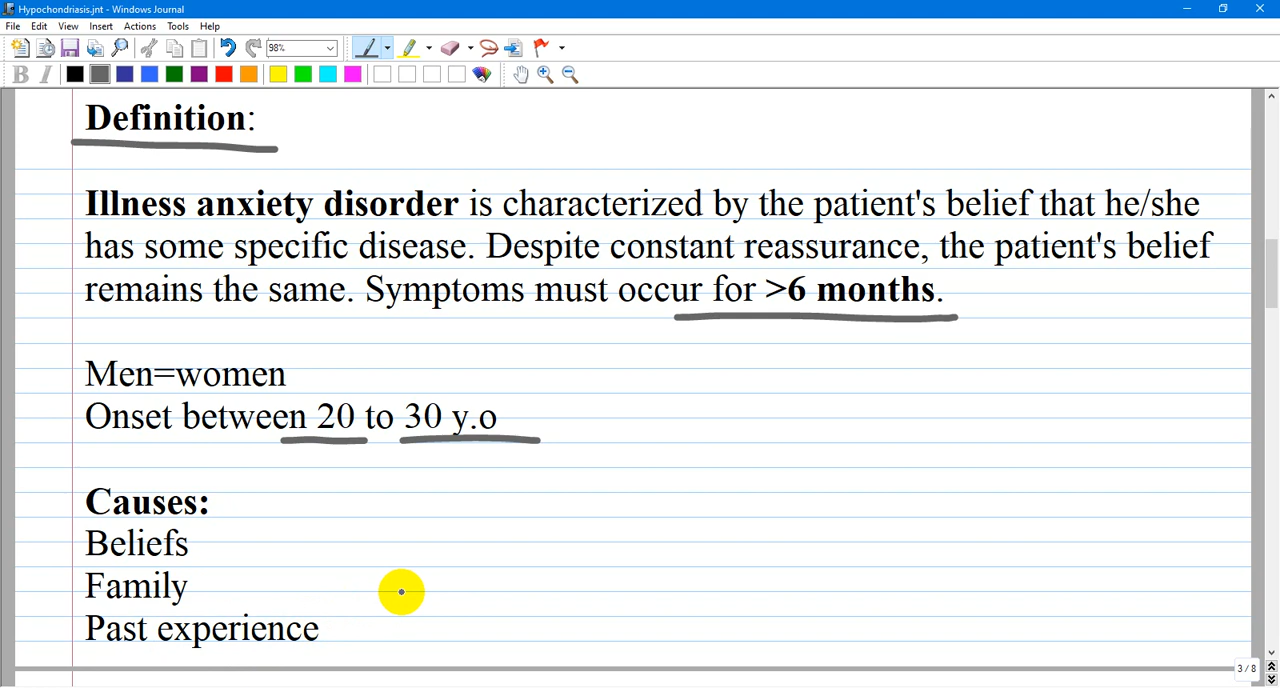 Hypochondriasis.jnt - Windows Journal
File Edit View Insert Actions Tools Help
98%
B I
Definition:
Illness anxiety disorder is characterized by the patient's belief that he/she
has some specific disease. Despite constant reassurance, the patient's belief
remains the same. Symptoms must occur for >6 months.
Men=women
Onset between 20 to 30 y.o
Causes:
Beliefs
Family
Past experience
3/8